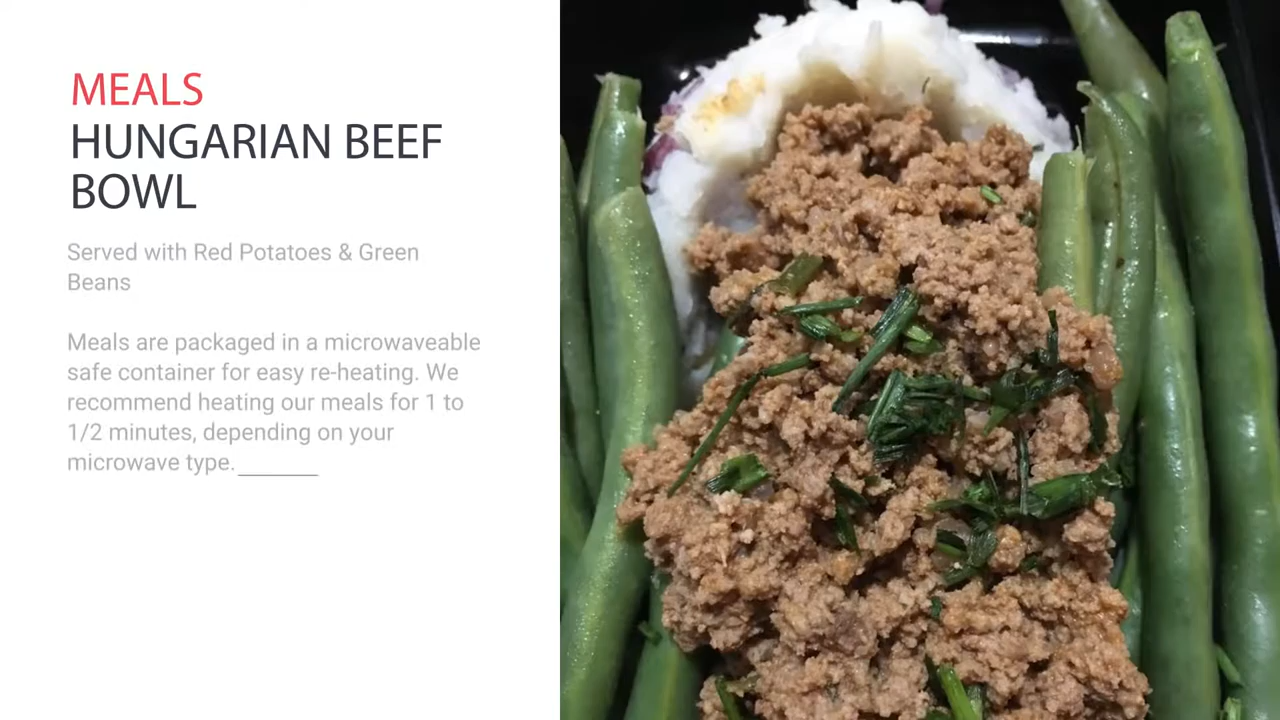 MEALS
HUNGARIAN BEEF
BOWL
Served with Red Potatoes & Green
Beans
Meals are packaged in a microwaveable
safe container for easy re-heating. We
recommend heating our meals for 1 to
1/2 minutes, depending on your
microwave type.